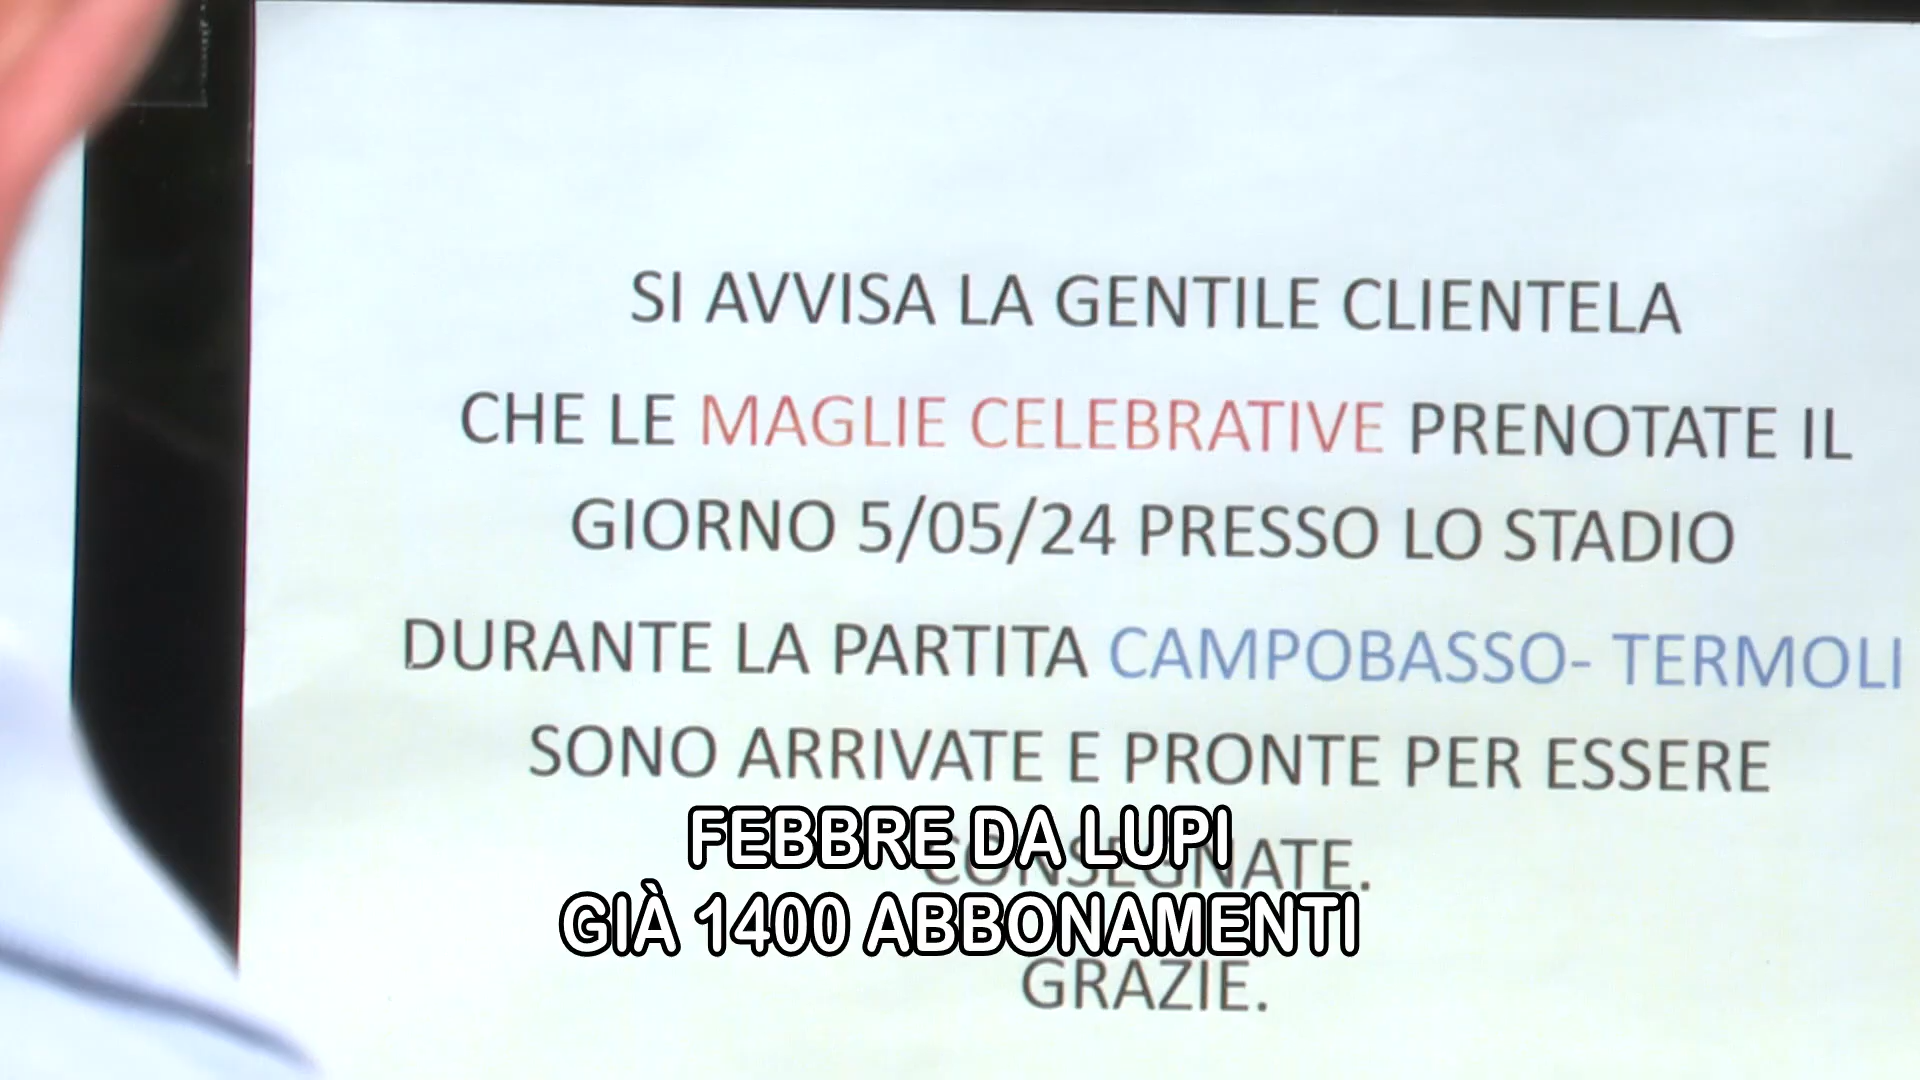 SI AVVISA LA GENTILE CLIENTELA
CHE LE MAGLIE CELEBRATIVE PRENOTATE IL
GIORNO 5/05/24 PRESSO LO STADIO
DURANTE LA PARTITA CAMPOBASSO- TERMOLI
SONO ARRIVATE E PRONTE PER ESSERE
CONSEGNATE.
FEBBRE DA LUPI
GIÀ 1400 ABBONAMENTI
GRAZIE.